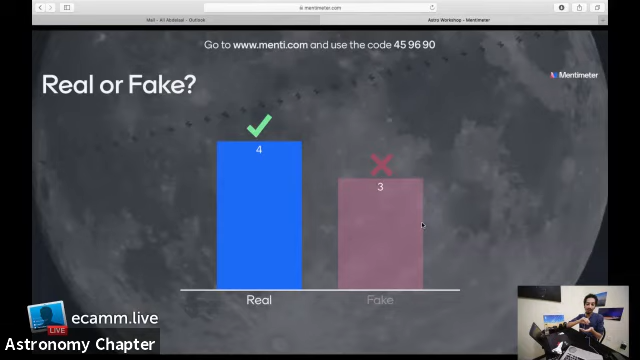 mentimeter.com
Mail - Ali Abdelaal - Outlook
Astro Workshop - Mentimeter
Go to www.menti.com and use the code 45 96 90
Real or Fake?
Mentimeter
4
3
Real
Fake
LIVE
ecamm.live
Astronomy Chapter